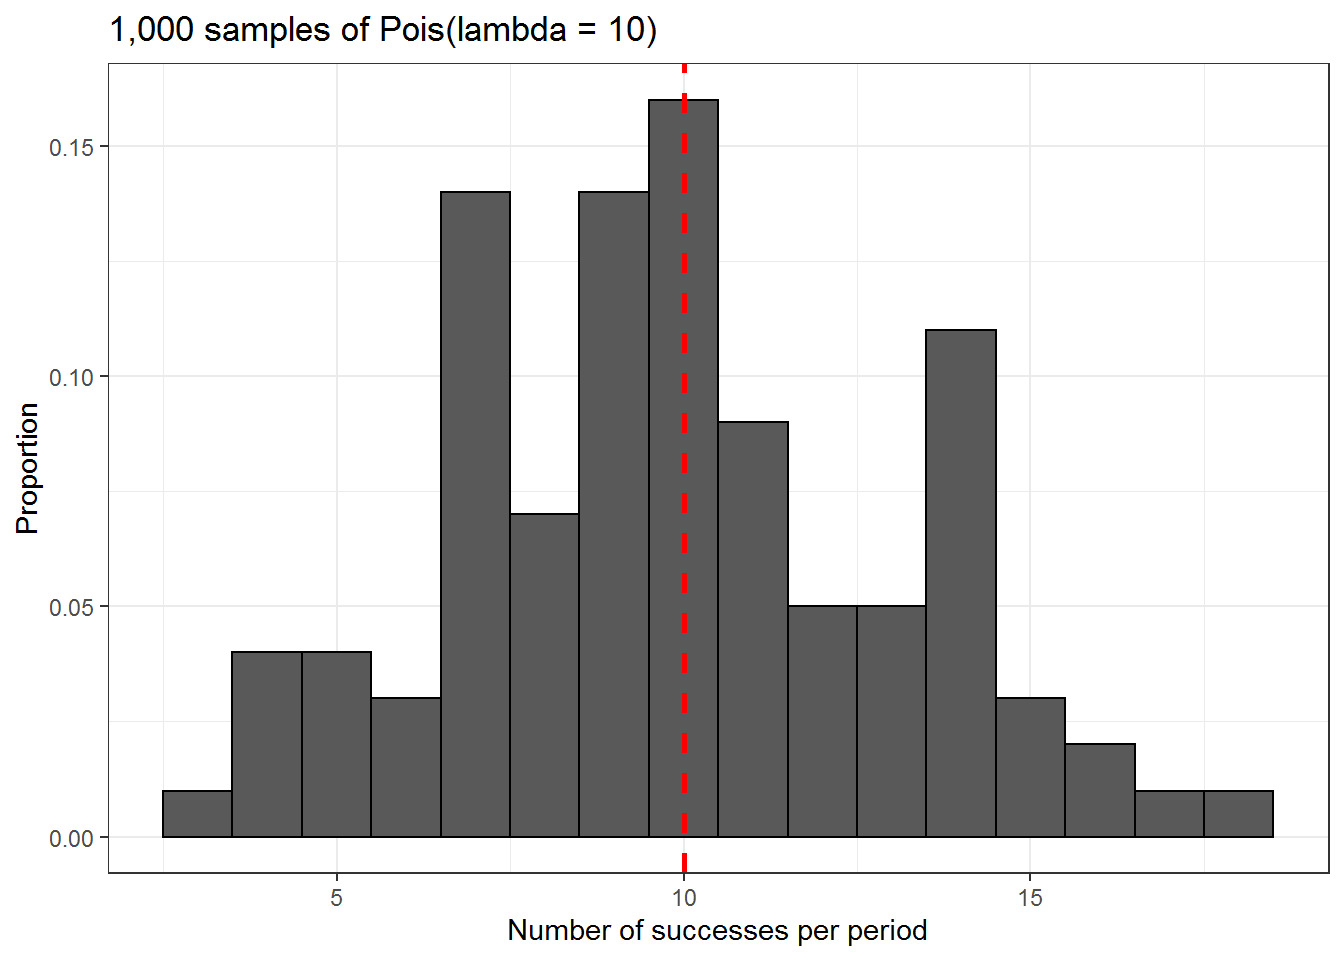 1,000 samples of Pois(lambda = 10)
0.15
0.10
0.05
0.00
Proportion
5 10 15
Number of successes per period